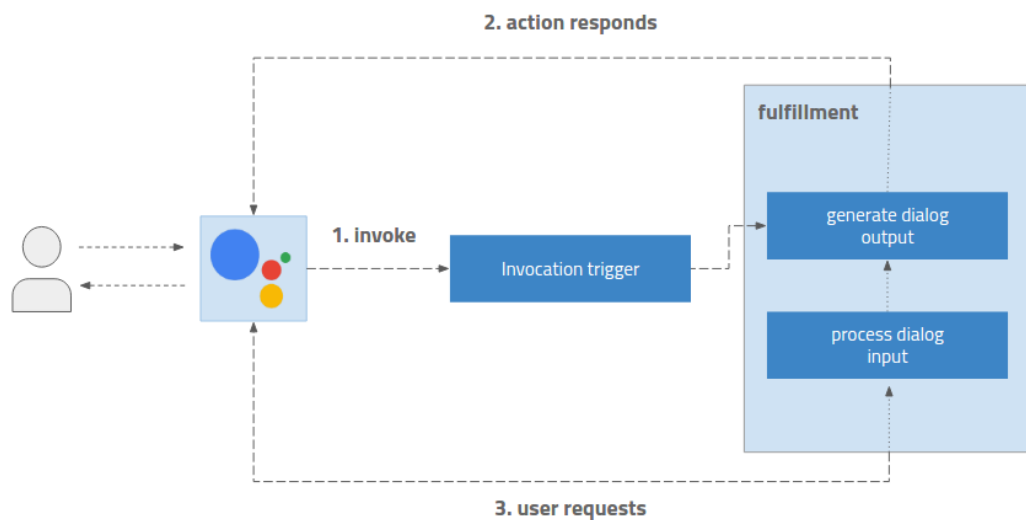 2. action responds
fulfillment
generate dialog
output
1. invoke
Invocation trigger
process dialog
input
3. user requests